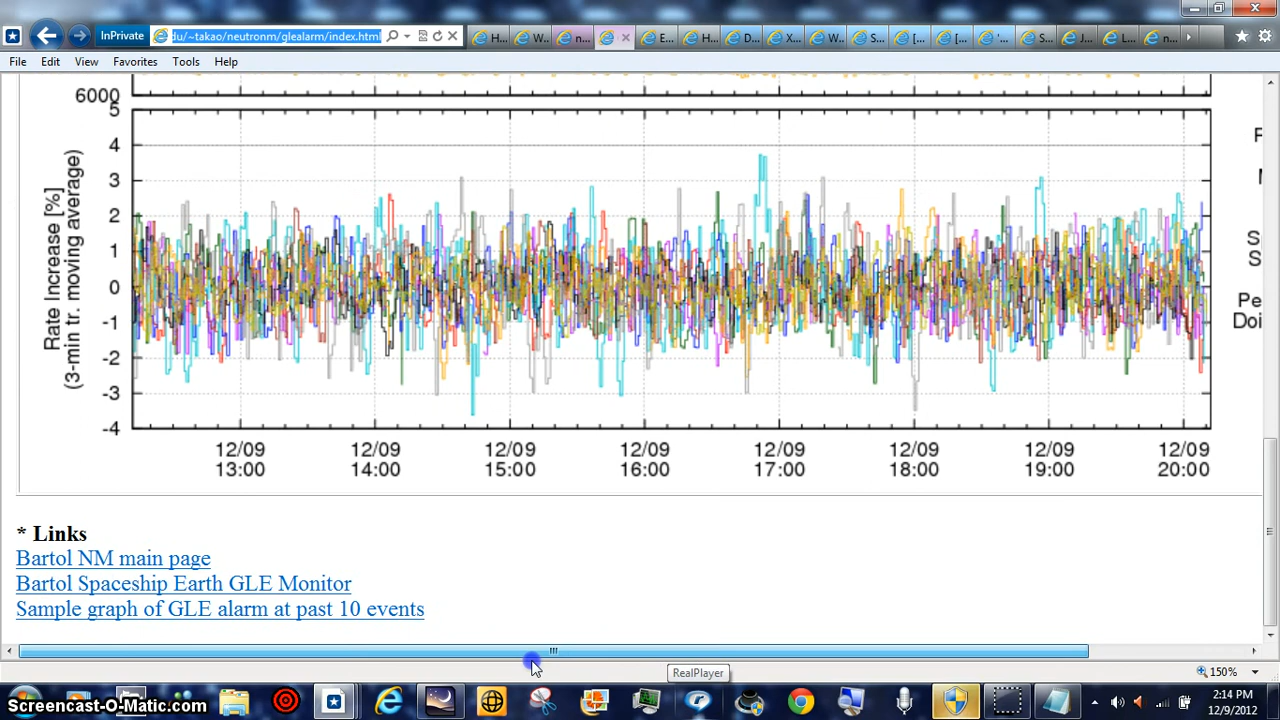 InPrivate
du/~takao/neutronm/glealarm/index.html
H...
W...
n...
E...
H...
D...
X...
W...
S...
[...
[...
'...
S...
J...
L...
n...
File Edit View Favorites Tools Help
6000
5
4
3
2
1
0
-1
-2
-3
-4
Rate Increase [%]
(3-min tr. moving average)
S
S
Pe
Doi
12/09 12/09 12/09 12/09 12/09 12/09 12/09 12/09
13:00 14:00 15:00 16:00 17:00 18:00 19:00 20:00
* Links
Bartol NM main page
Bartol Spaceship Earth GLE Monitor
Sample graph of GLE alarm at past 10 events
RealPlayer
150%
Screencast-O-Matic.com
2:14 PM
12/9/2012